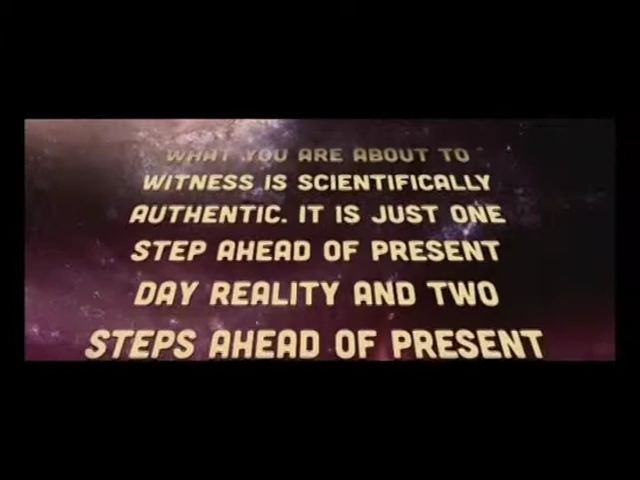 WHAT YOU ARE ABOUT TO
WITNESS IS SCIENTIFICALLY
AUTHENTIC. IT IS JUST ONE
STEP AHEAD OF PRESENT
DAY REALITY AND TWO
STEPS AHEAD OF PRESENT